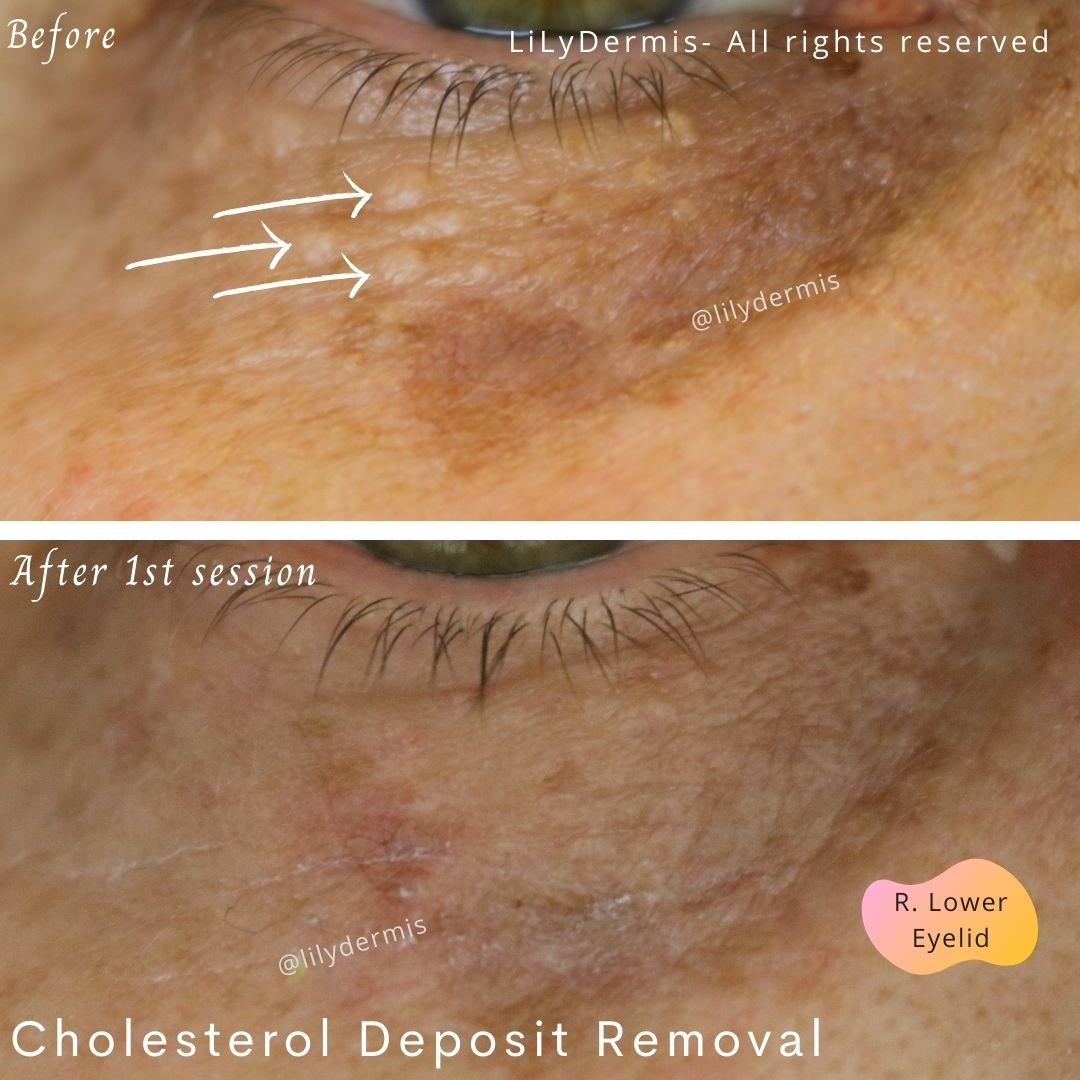 Before
LiLyDermis- All rights reserved
@lilydermis
After 1st session
R. Lower
Eyelid
@lilydermis
Cholesterol Deposit Removal